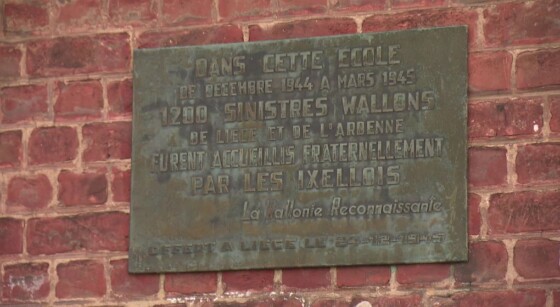 DANS CETTE ECOLE
DE DECEMBRE 1944 A MARS 1945
1200 SINISTRES WALLONS
DE LIEGE ET DE L'ARDENNE
FURENT ACCUEILLIS FRATERNELLEMENT
PAR LES IXELLOIS
La Wallonie Reconnaissante
OFFERT A LIEGE LE